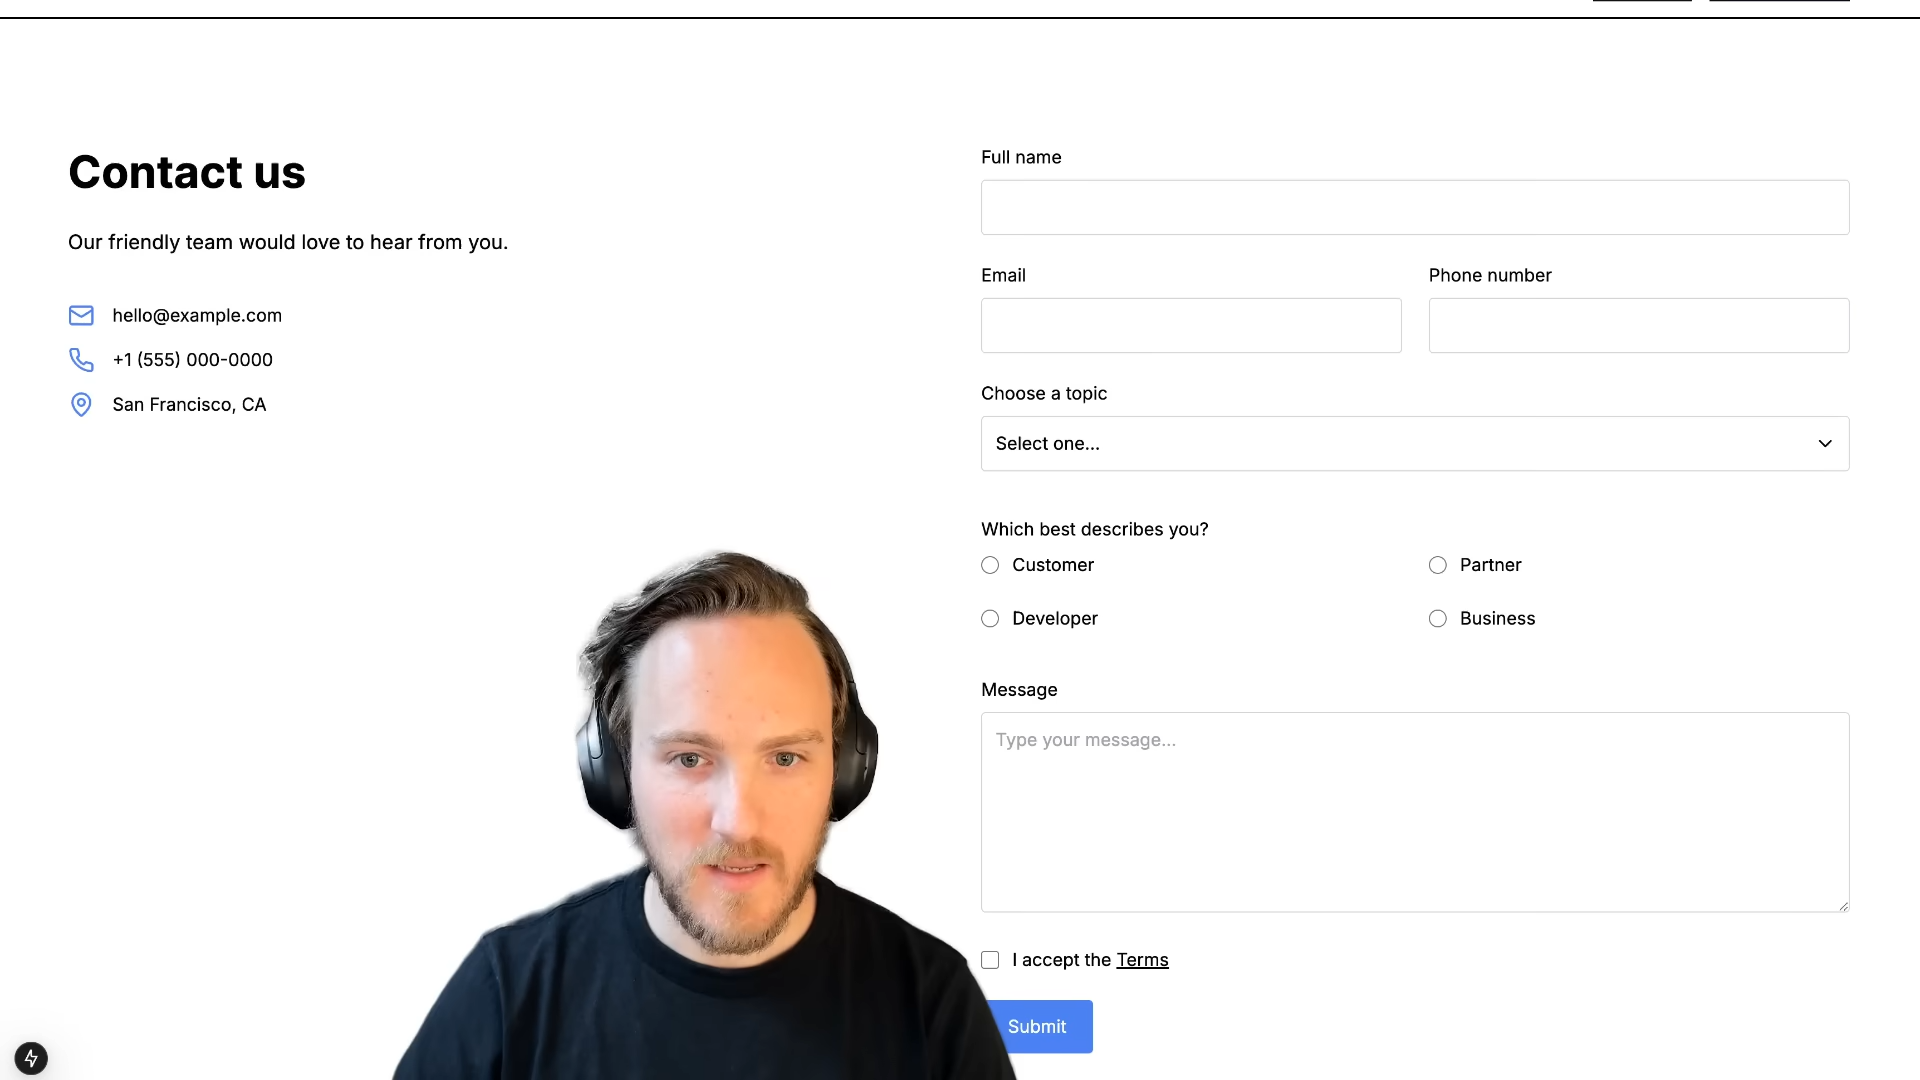 Contact us
Our friendly team would love to hear from you.
hello@example.com
+1 (555) 000-0000
San Francisco, CA
Full name
Email
Phone number
Choose a topic
Select one...
Which best describes you?
Customer
Partner
Developer
Business
Message
Type your message...
I accept the Terms
Submit